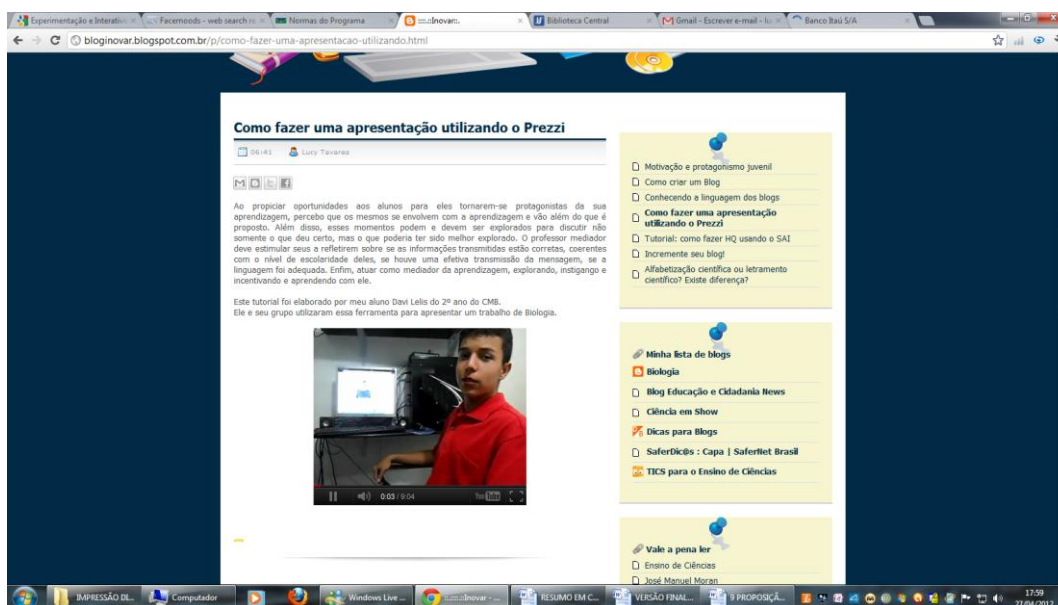 Experimentação e Interativ
Facemoods - web search re
Normas do Programa
.:::Inovar::.
Biblioteca Central
Gmail - Escrever e-mail - lu
Banco Itaú S/A
bloginovar.blogspot.com.br/p/como-fazer-uma-apresentacao-utilizando.html
Como fazer uma apresentação utilizando o Prezzi
06:41 Lucy Tavares
Ao propiciar oportunidades aos alunos para eles tornarem-se protagonistas da sua
aprendizagem, percebo que os mesmos se envolvem com a aprendizagem e vão além do que é
proposto. Além disso, esses momentos podem e devem ser explorados para discutir não
somente o que deu certo, mas o que poderia ter sido melhor explorado. O professor mediador
deve estimular seus a refletirem sobre se as informações transmitidas estão corretas, coerentes
com o nível de escolaridade deles, se houve uma efetiva transmissão da mensagem, se a
linguagem foi adequada. Enfim, atuar como mediador da aprendizagem, explorando, instigango e
incentivando e aprendendo com ele.
Este tutorial foi elaborado por meu aluno Davi Lelis do 2º ano do CMB.
Ele e seu grupo utilizaram essa ferramenta para apresentar um trabalho de Biologia.
0:03 / 9:04
YouTube
Motivação e protagonismo juvenil
Como criar um Blog
Conhecendo a linguagem dos blogs
Como fazer uma apresentação
utilizando o Prezzi
Tutorial: como fazer HQ usando o SAI
Incremente seu blog!
Alfabetização científica ou letramento
científico? Existe diferença?
Minha lista de blogs
Biologia
Blog Educação e Cidadania News
Ciência em Show
Dicas para Blogs
SaferDic@s : Capa | SaferNet Brasil
TICS para o Ensino de Ciências
Vale a pena ler
Ensino de Ciências
José Manuel Moran
IMPRESSÃO DI...
Computador
Windows Live ...
RESUMO EM C...
VERSÃO FINAL...
9 PROPOSIÇÃ...
17:59